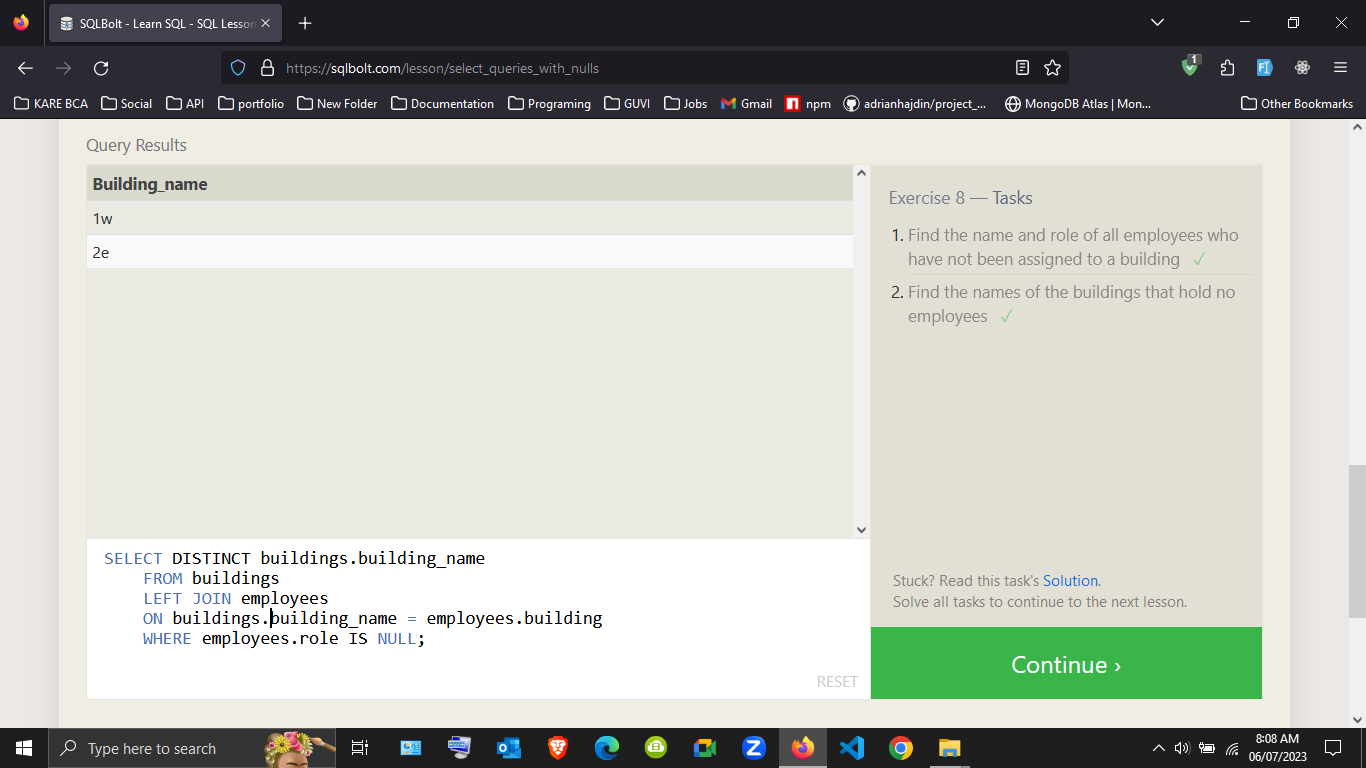 SQLBolt - Learn SQL - SQL Lesson
https://sqlbolt.com/lesson/select_queries_with_nulls
1
KARE BCA Social API portfolio New Folder Documentation Programing GUVI Jobs Gmail npm adrianhajdin/project_... MongoDB Atlas | Mon... Other Bookmarks
Query Results
Building_name
1w
2e
Exercise 8 — Tasks
1. Find the name and role of all employees who
have not been assigned to a building ✓
2. Find the names of the buildings that hold no
employees ✓
Stuck? Read this task's Solution.
Solve all tasks to continue to the next lesson.
Continue ›
SELECT DISTINCT buildings.building_name
FROM buildings
LEFT JOIN employees
ON buildings.building_name = employees.building
WHERE employees.role IS NULL;
RESET
Type here to search
8:08 AM
06/07/2023